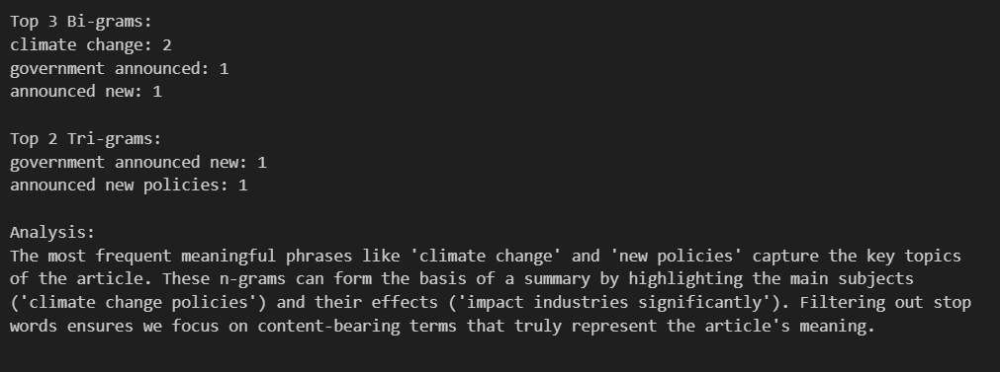 Top 3 Bi-grams:
climate change: 2
government announced: 1
announced new: 1

Top 2 Tri-grams:
government announced new: 1
announced new policies: 1

Analysis:
The most frequent meaningful phrases like 'climate change' and 'new policies' capture the key topics
of the article. These n-grams can form the basis of a summary by highlighting the main subjects
('climate change policies') and their effects ('impact industries significantly'). Filtering out stop
words ensures we focus on content-bearing terms that truly represent the article's meaning.